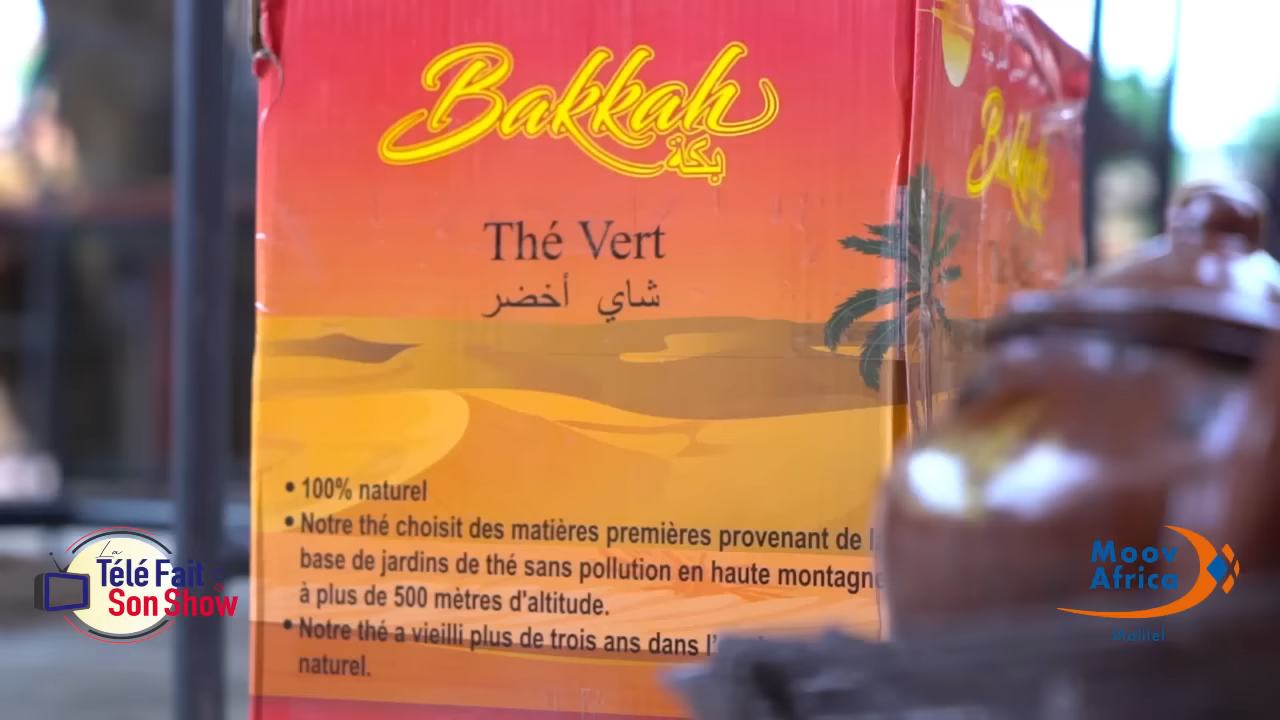 Bakkah
بكة
Thé Vert
شاي أخضر
• 100% naturel
• Notre thé choisit des matières premières provenant de
base de jardins de thé sans pollution en haute montagne
à plus de 500 mètres d'altitude.
• Notre thé a vieilli plus de trois ans dans
naturel.
Bakkah
La
Télé Fait
Son Show
Moov
Africa
Malitel